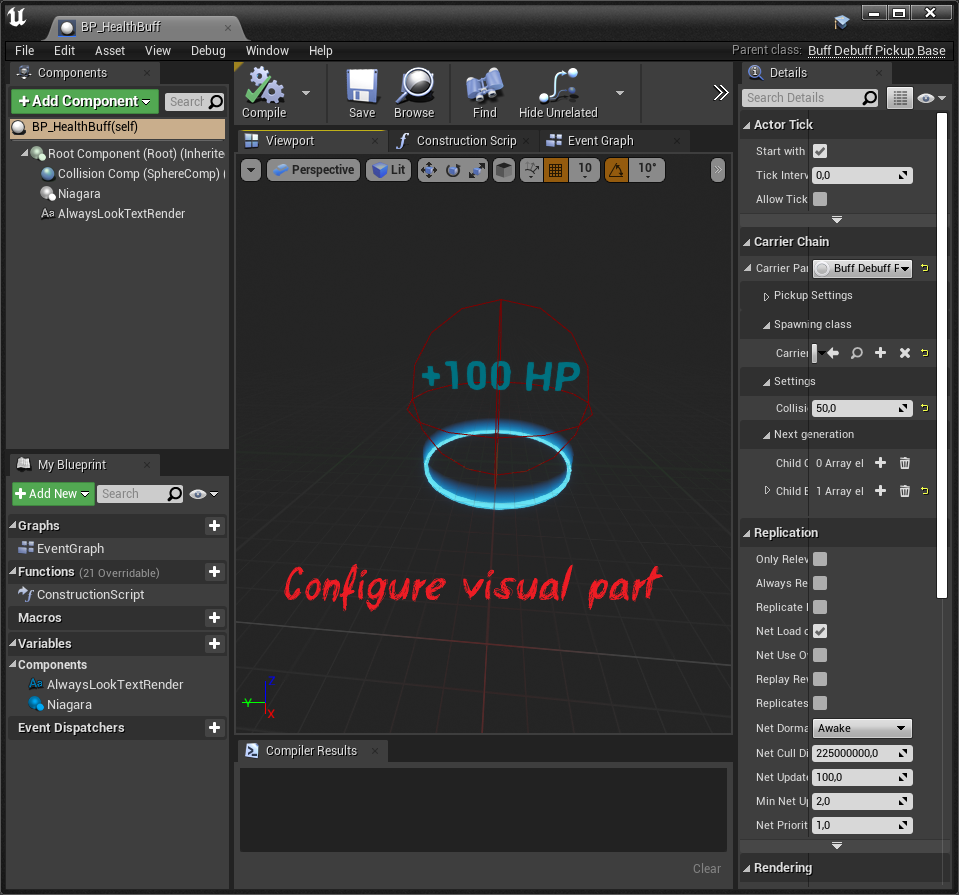 BP_HealthBuff
File Edit Asset View Debug Window Help
Parent class: Buff Debuff Pickup Base
Components
+Add Component
Search
BP_HealthBuff(self)
Root Component (Root) (Inherite
Collision Comp (SphereComp) (
Niagara
Aa AlwaysLookTextRender
My Blueprint
+Add New
Search
Graphs
EventGraph
Functions (21 Overridable)
ConstructionScript
Macros
Variables
Components
Aa AlwaysLookTextRender
Niagara
Event Dispatchers
Compile
Save
Browse
Find
Hide Unrelated
Viewport
Construction Scrip
Event Graph
Perspective
Lit
10
10°
+100 HP
Configure visual part
Z
Y
X
Compiler Results
Clear
Details
Search Details
Actor Tick
Start with
Tick Interv 0,0
Allow Tick
Carrier Chain
Carrier Par Buff Debuff P
Pickup Settings
Spawning class
Carrier
Settings
Collisi 50,0
Next generation
Child C 0 Array el
Child E 1 Array el
Replication
Only Relev
Always Re
Replicate
Net Load o
Net Use O
Replay Rew
Replicates
Net Dorma Awake
Net Cull Di 225000000,0
Net Update 100,0
Min Net Up 2,0
Net Priorit 1,0
Rendering